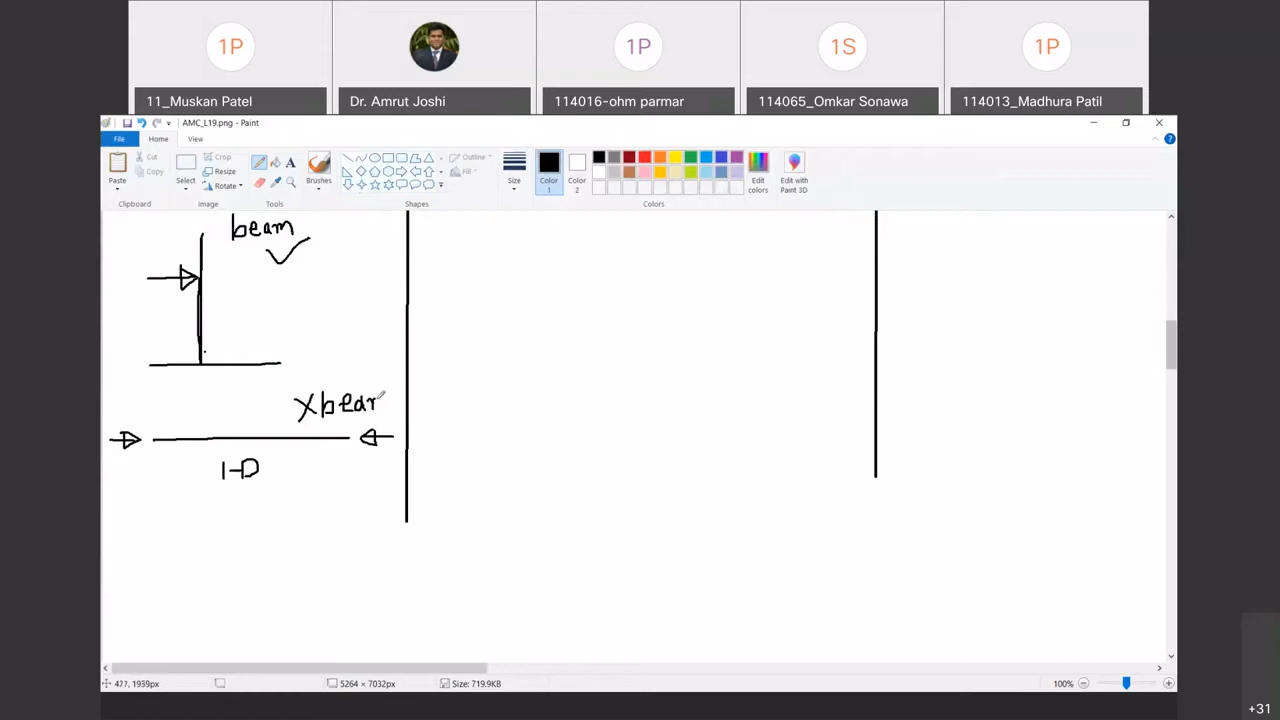 1P
1P
1S
1P
11_Muskan Patel
Dr. Amrut Joshi
114016-ohm parmar
114065_Omkar Sonawa
114013_Madhura Patil
AMC_L19.png - Paint
File
Home
View
Paste
Cut
Copy
Clipboard
Select
Crop
Resize
Rotate
Image
A
Tools
Brushes
Outline
Fill
Shapes
Size
Color 1
Color 2
Edit colors
Colors
Edit with Paint 3D
beam
X bear
1-D
477, 1939px
5264 × 7032px
Size: 719.9KB
100%
+31